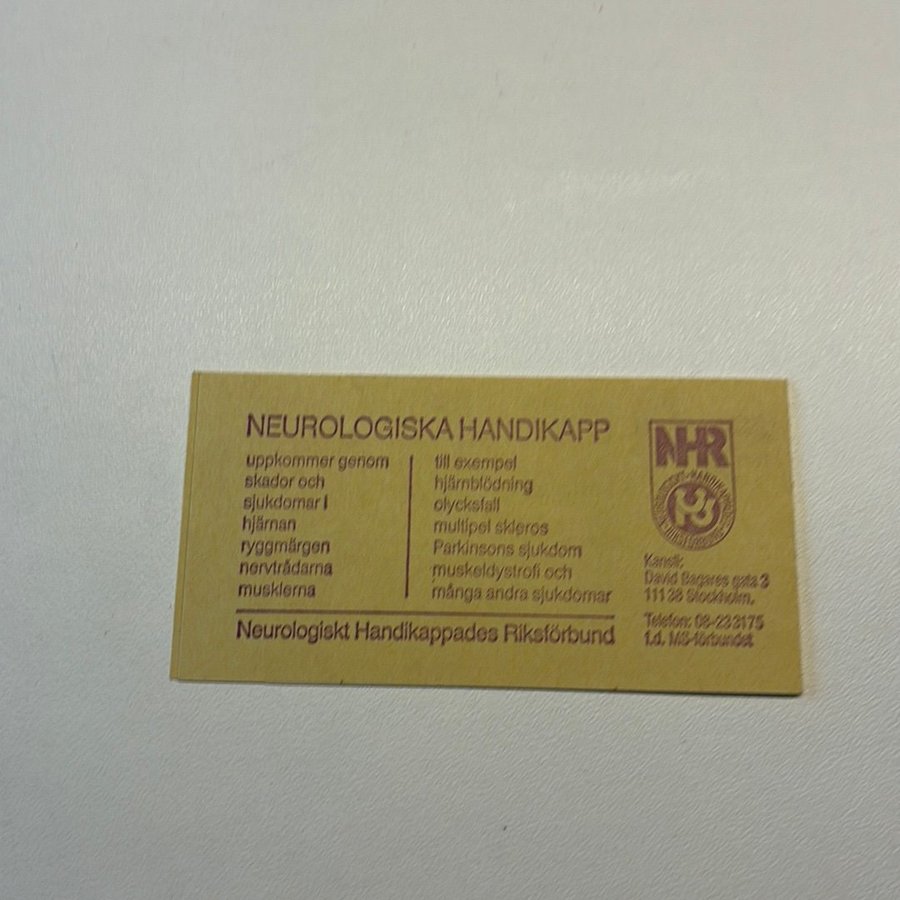 NEUROLOGISKA HANDIKAPP
uppkommer genom
skador och
sjukdomar i
hjärnan
ryggmärgen
nervtrådarna
musklerna
till exempel
hjärnblödning
olycksfall
multipel skleros
Parkinsons sjukdom
muskeldystrofi och
många andra sjukdomar
Neurologiskt Handikappades Riksförbund
NHR
Kansli:
David Bagares gata 3
111 38 Stockholm.
Telefon: 08-23 31 75
f.d. MS-förbundet